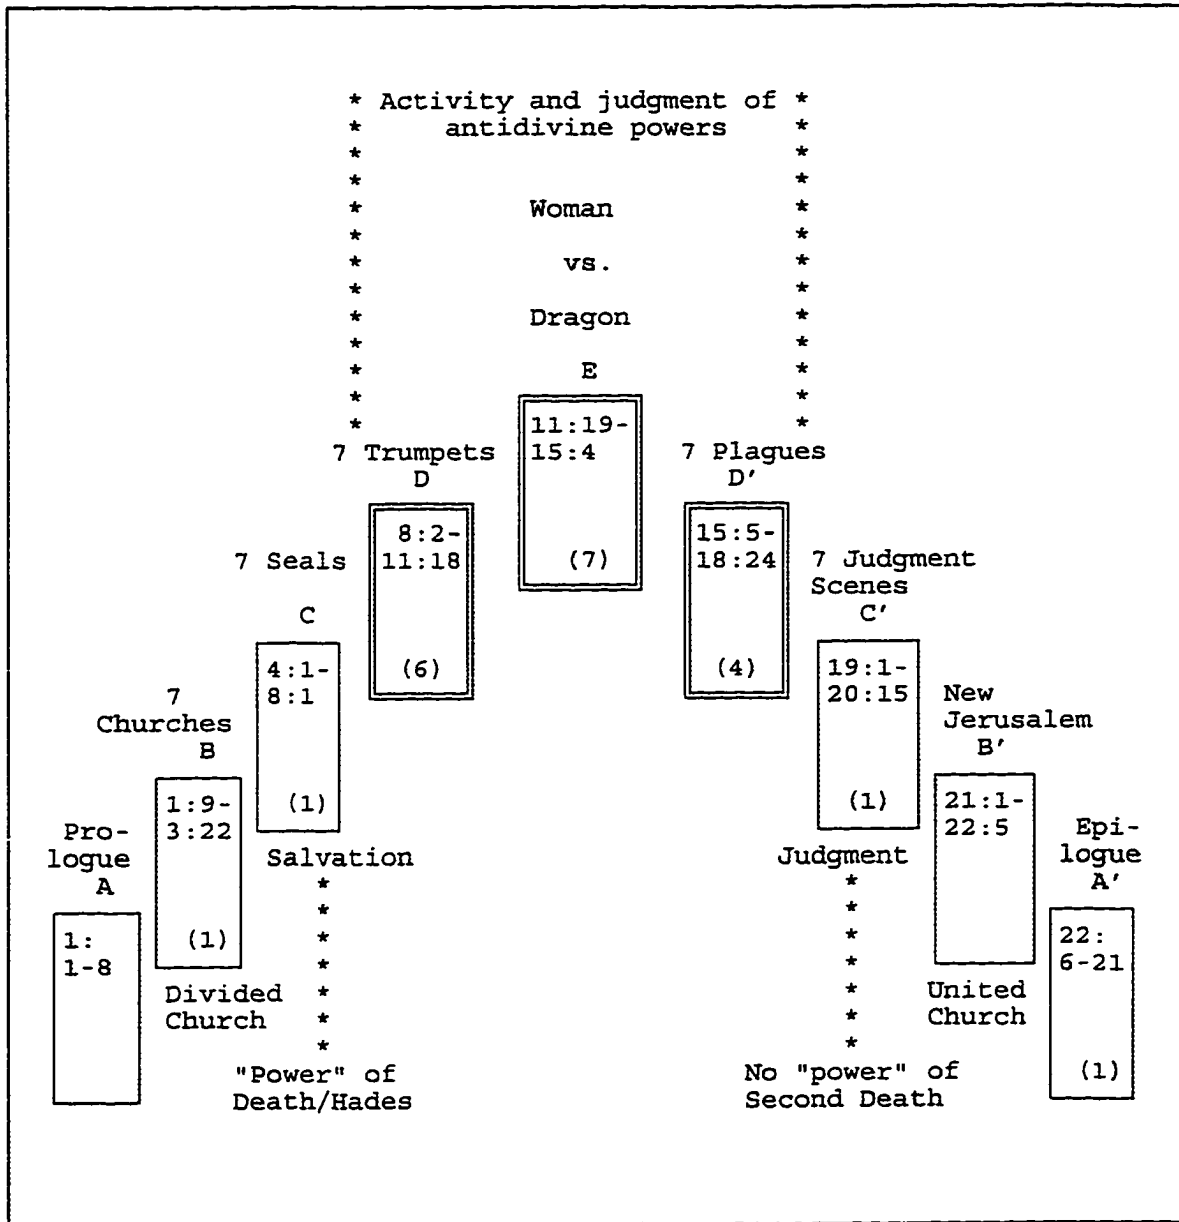 * Activity and judgment of *
* antidivine powers *
* *
* *
* Woman *
* *
* vs. *
* *
* Dragon *
* *
* E *
* *
* 11:19- *
7 Trumpets 15:4 7 Plagues
D D'
8:2- 15:5-
7 Seals 11:18 (7) 18:24 7 Judgment
Scenes
C C'
4:1- (6) (4) 19:1-
7 8:1 20:15 New
Churches Jerusalem
B B'
1:9- (1) (1) 21:1-
Pro- 3:22 22:5 Epi-
logue Salvation Judgment logue
A * * A'
* *
1: (1) * * 22:
1-8 * * 6-21
Divided * * United
Church * * Church
* *
"Power" of No "power" of (1)
Death/Hades Second Death